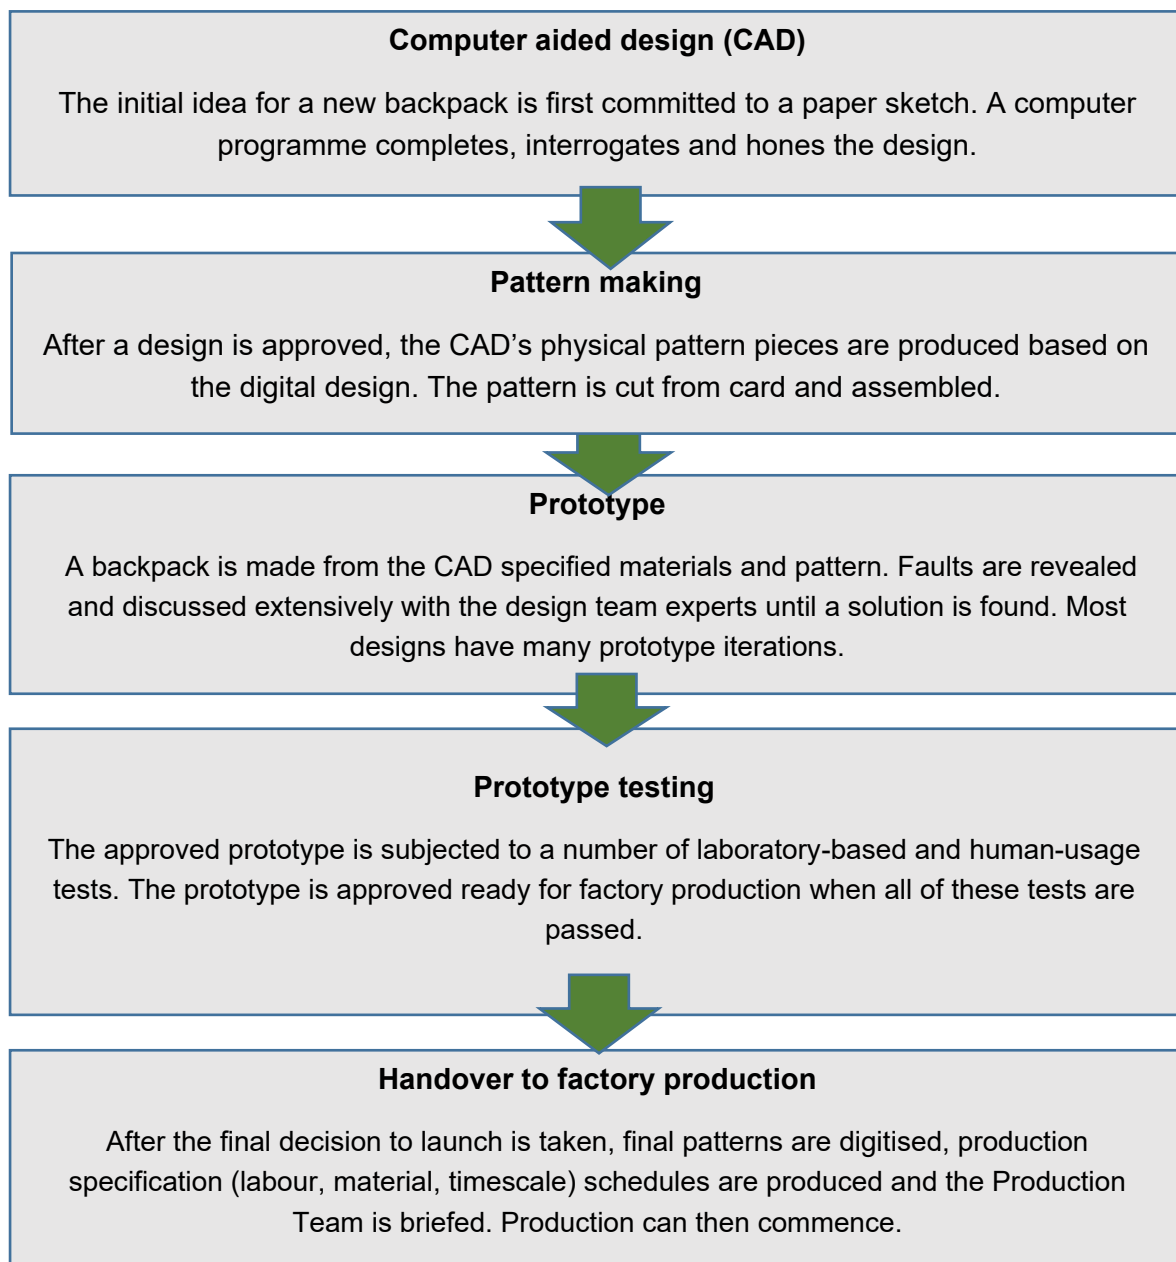 Computer aided design (CAD)
The initial idea for a new backpack is first committed to a paper sketch. A computer
programme completes, interrogates and hones the design.
Pattern making
After a design is approved, the CAD’s physical pattern pieces are produced based on
the digital design. The pattern is cut from card and assembled.
Prototype
A backpack is made from the CAD specified materials and pattern. Faults are revealed
and discussed extensively with the design team experts until a solution is found. Most
designs have many prototype iterations.
Prototype testing
The approved prototype is subjected to a number of laboratory-based and human-usage
tests. The prototype is approved ready for factory production when all of these tests are
passed.
Handover to factory production
After the final decision to launch is taken, final patterns are digitised, production
specification (labour, material, timescale) schedules are produced and the Production
Team is briefed. Production can then commence.